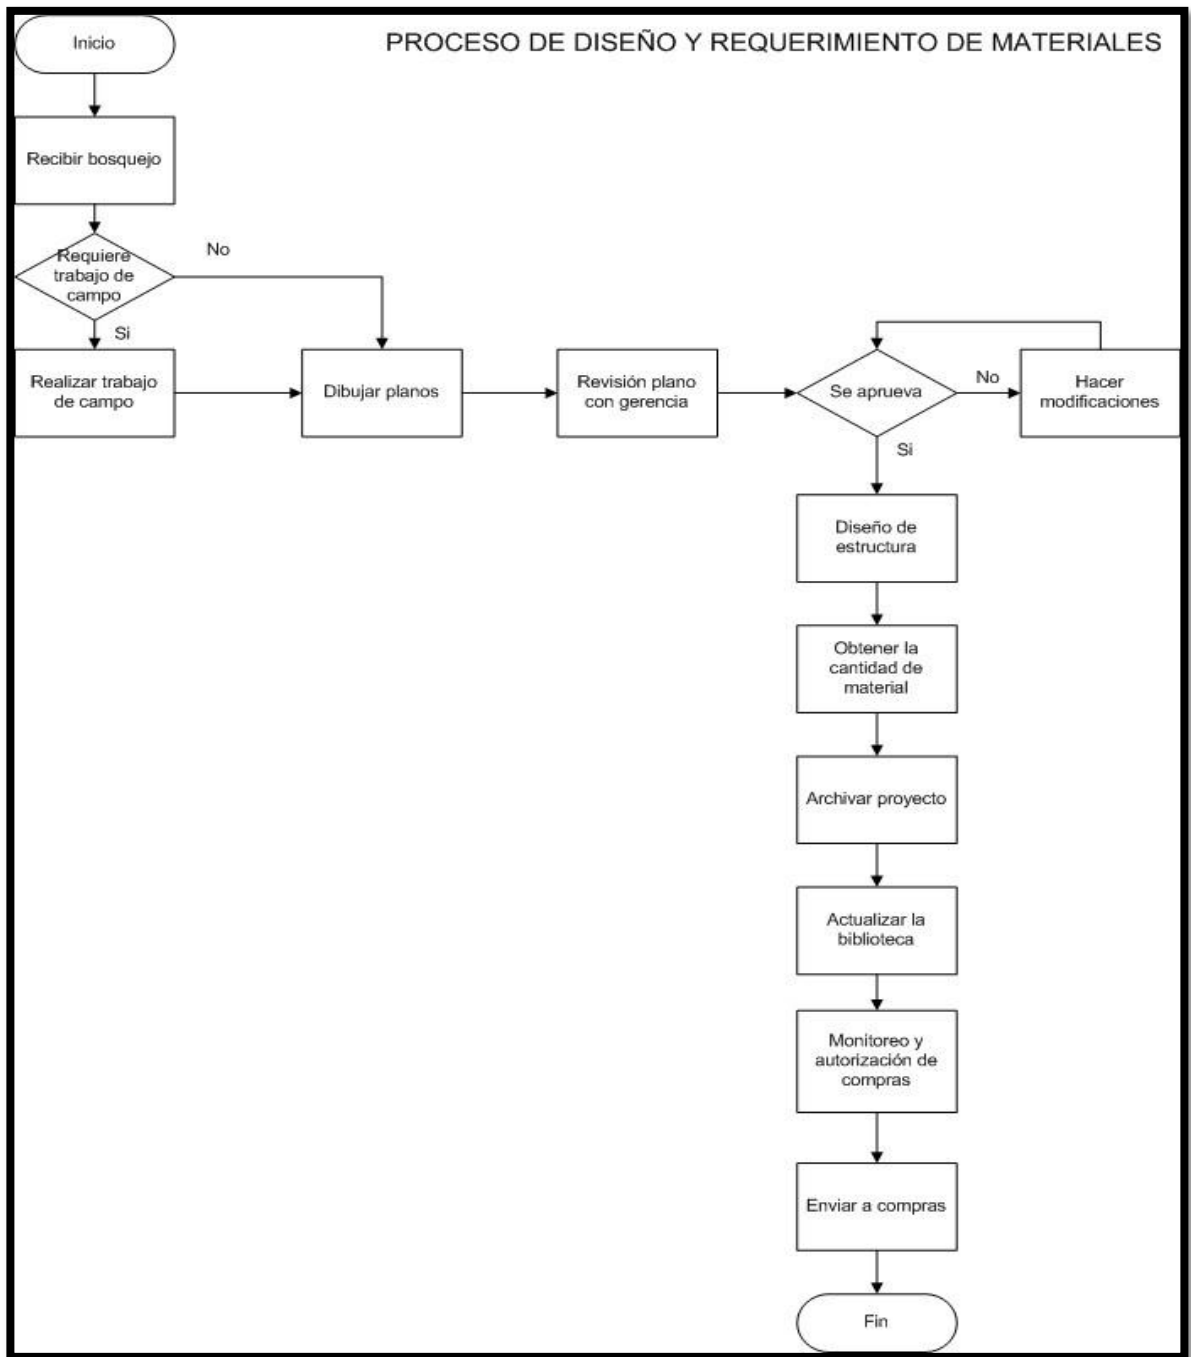 Inicio
PROCESO DE DISEÑO Y REQUERIMIENTO DE MATERIALES
Recibir bosquejo
Requiere
trabajo de
campo
No
Si
Realizar trabajo
de campo
Dibujar planos
Revisión plano
con gerencia
Se aprueva
No
Hacer
modificaciones
Si
Diseño de
estructura
Obtener la
cantidad de
material
Archivar proyecto
Actualizar la
biblioteca
Monitoreo y
autorización de
compras
Enviar a compras
Fin